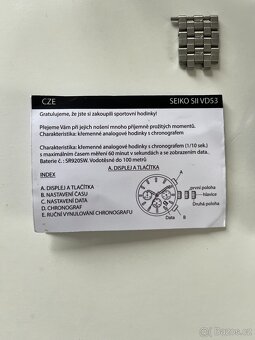 CZE
SEIKO SII VD53
Gratulujeme, že jste si zakoupili sportovní hodinky!
Přejeme Vám při jejich nošení mnoho příjemně prožitých momentů.
Charakteristika: křemenné analogové hodinky s chronografem
Charakteristika: křemenné analogové hodinky s chronografem (1/10 sek.)
s maximálním časem měření 60 minut v sekundách a se zobrazením data.
Baterie č. : SR920SW. Vodotěsné do 100 metrů
A. DISPLEJ A TLAČÍTKA
INDEX
A. DISPLEJ A TLAČÍTKA
B. NASTAVENÍ ČASU
C. NASTAVENÍ DATA
D. CHRONOGRAF
E. RUČNÍ VYNULOVÁNÍ CHRONOGRAFU
A
první poloha
hlavice
Druhá poloha
Data
B
Bazoš.cz